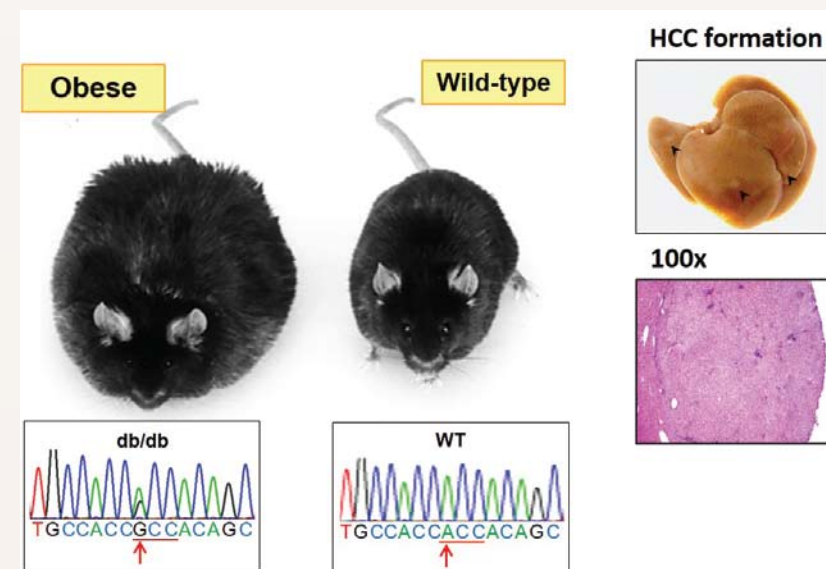 Obese
Wild-type
HCC formation
100x
db/db
TGCCACCGCCACAGC
WT
TGCCACCACCACAGC